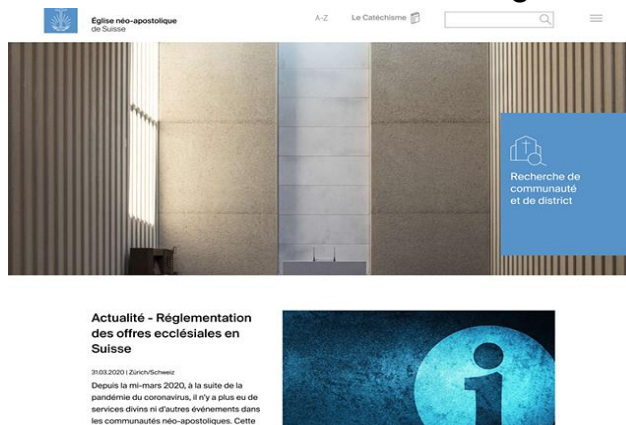 Église néo-apostolique
de Suisse
A-Z
Le Catéchisme
Recherche de
communauté
et de district
Actualité - Réglementation
des offres ecclésiales en
Suisse
31.03.2020 | Zürich/Schweiz
Depuis la mi-mars 2020, à la suite de la
pandémie du coronavirus, il n'y a plus eu de
services divins ni d'autres événements dans
les communautés néo-apostoliques. Cette